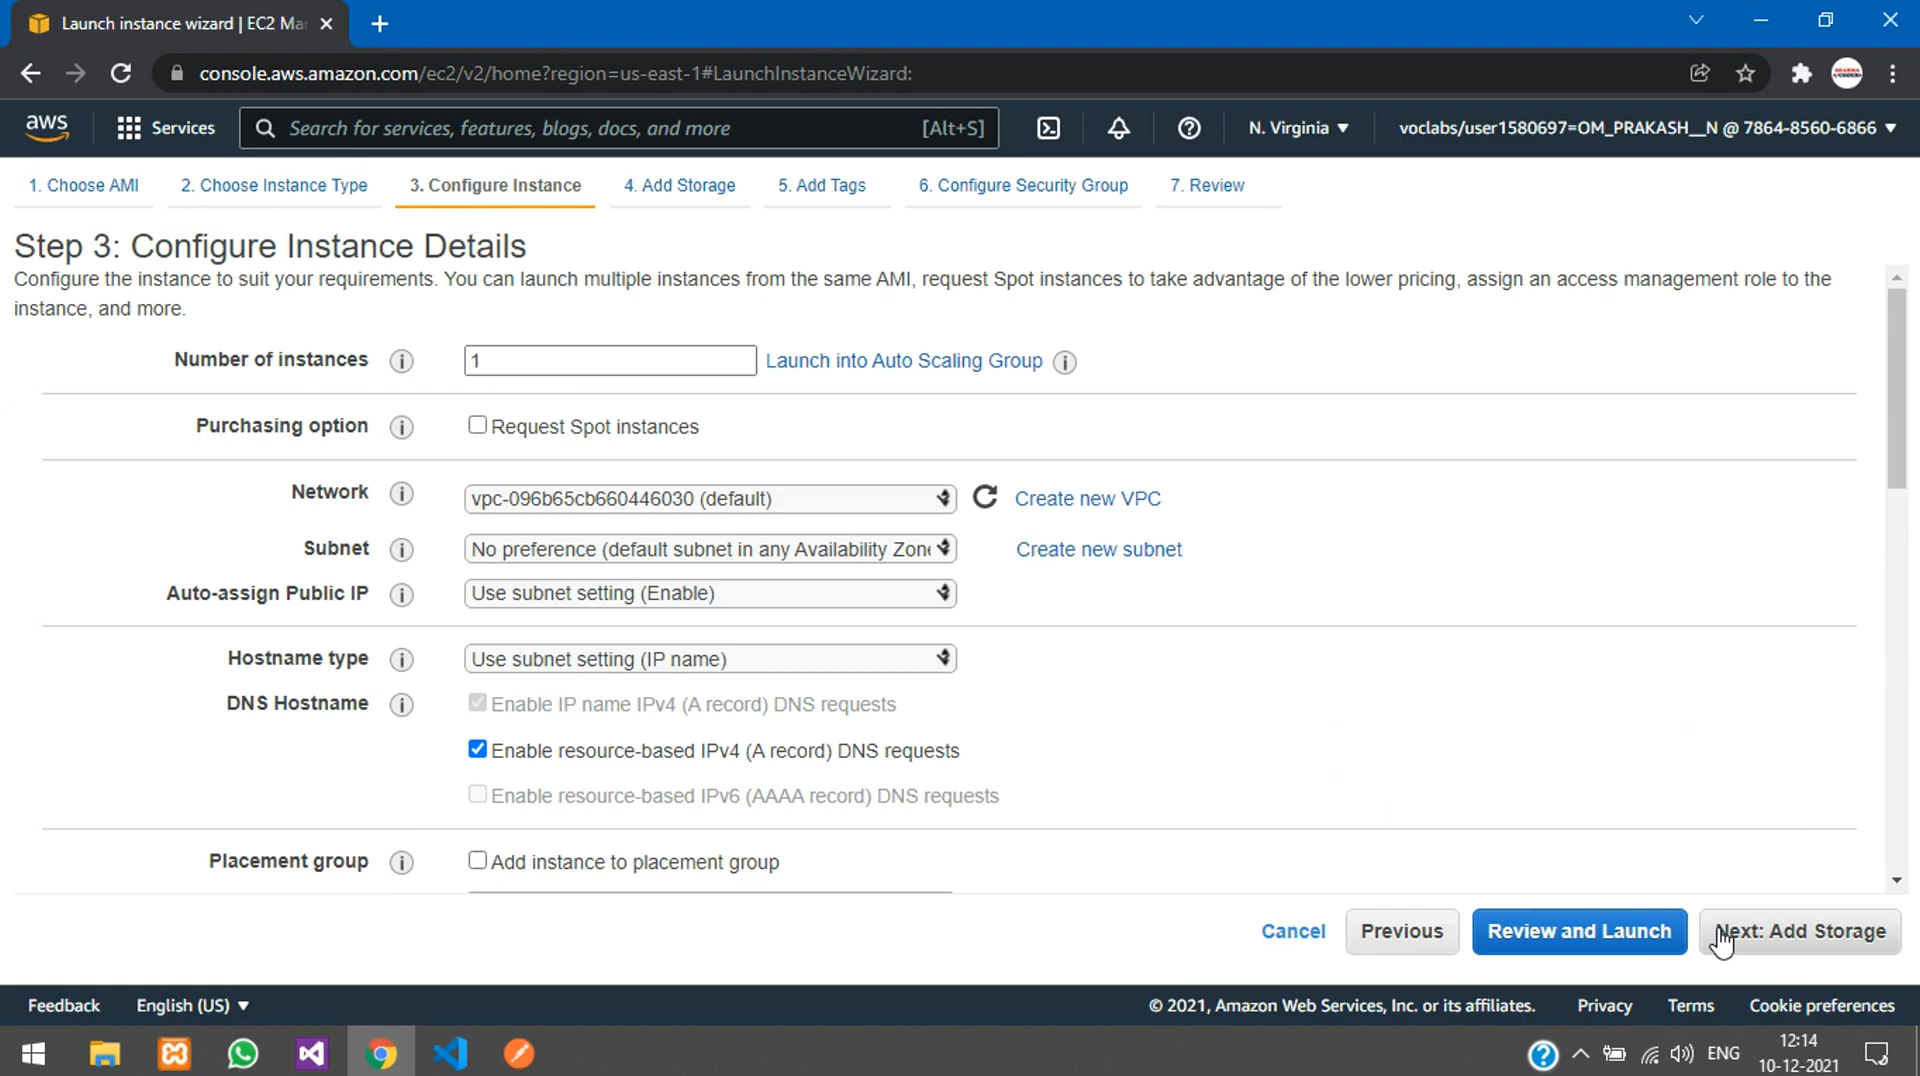 Launch instance wizard | EC2 Ma
console.aws.amazon.com/ec2/v2/home?region=us-east-1#LaunchInstanceWizard:
aws
Services
Search for services, features, blogs, docs, and more
[Alt+S]
N. Virginia
voclabs/user1580697=OM_PRAKASH__N @ 7864-8560-6866
1. Choose AMI
2. Choose Instance Type
3. Configure Instance
4. Add Storage
5. Add Tags
6. Configure Security Group
7. Review
Step 3: Configure Instance Details
Configure the instance to suit your requirements. You can launch multiple instances from the same AMI, request Spot instances to take advantage of the lower pricing, assign an access management role to the
instance, and more.
Number of instances
1
Launch into Auto Scaling Group
Purchasing option
Request Spot instances
Network
vpc-096b65cb660446030 (default)
Create new VPC
Subnet
No preference (default subnet in any Availability Zone
Create new subnet
Auto-assign Public IP
Use subnet setting (Enable)
Hostname type
Use subnet setting (IP name)
DNS Hostname
Enable IP name IPv4 (A record) DNS requests
Enable resource-based IPv4 (A record) DNS requests
Enable resource-based IPv6 (AAAA record) DNS requests
Placement group
Add instance to placement group
Cancel
Previous
Review and Launch
Next: Add Storage
Feedback
English (US)
© 2021, Amazon Web Services, Inc. or its affiliates.
Privacy
Terms
Cookie preferences
ENG
12:14
10-12-2021